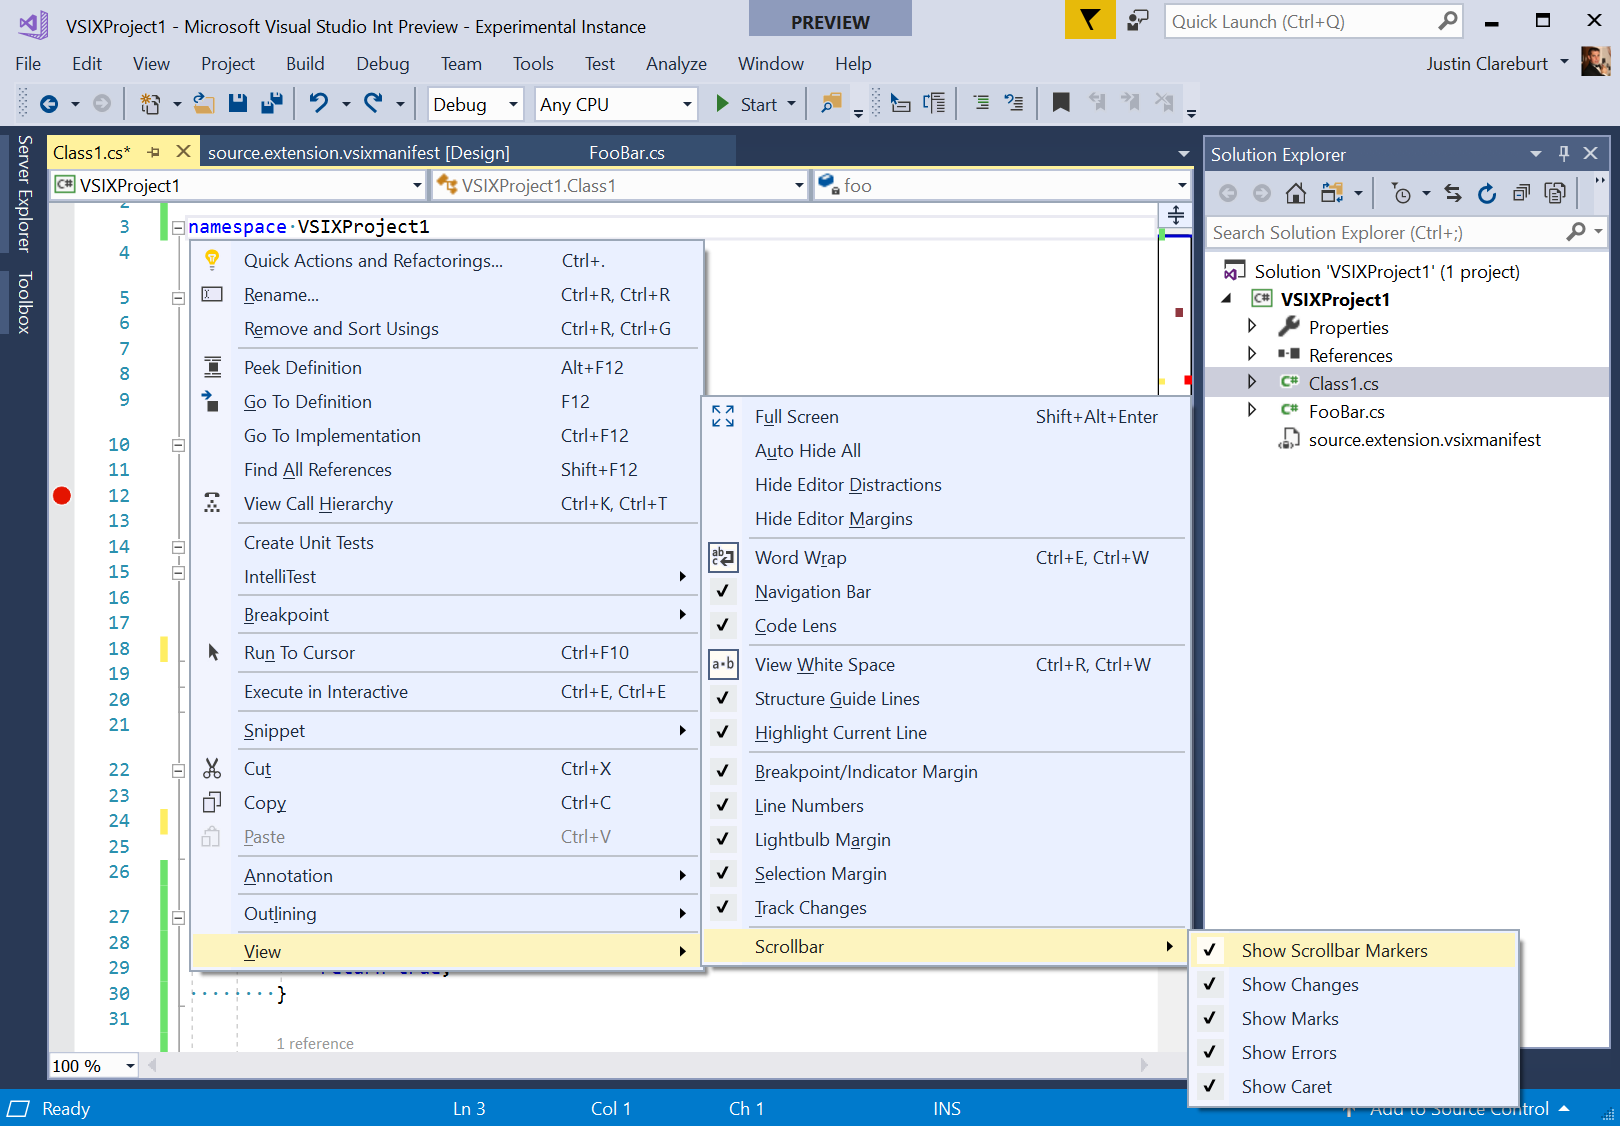 VSIXProject1 - Microsoft Visual Studio Int Preview - Experimental Instance
PREVIEW
Quick Launch (Ctrl+Q)
File Edit View Project Build Debug Team Tools Test Analyze Window Help
Justin Clareburt
Debug Any CPU Start
Server Explorer
Toolbox
Class1.cs* source.extension.vsixmanifest [Design] FooBar.cs
C# VSIXProject1 VSIXProject1.Class1 foo
3 namespace·VSIXProject1
4
5
6
7
8
9
10
11
12
13
14
15
16
17
18
19
20
21
22
23
24
25
26
27
28
29
30 }
31
1 reference
Quick Actions and Refactorings... Ctrl+.
Rename... Ctrl+R, Ctrl+R
Remove and Sort Usings Ctrl+R, Ctrl+G
Peek Definition Alt+F12
Go To Definition F12
Go To Implementation Ctrl+F12
Find All References Shift+F12
View Call Hierarchy Ctrl+K, Ctrl+T
Create Unit Tests
IntelliTest
Breakpoint
Run To Cursor Ctrl+F10
Execute in Interactive Ctrl+E, Ctrl+E
Snippet
Cut Ctrl+X
Copy Ctrl+C
Paste Ctrl+V
Annotation
Outlining
View
Full Screen Shift+Alt+Enter
Auto Hide All
Hide Editor Distractions
Hide Editor Margins
Word Wrap Ctrl+E, Ctrl+W
Navigation Bar
Code Lens
a·b View White Space Ctrl+R, Ctrl+W
Structure Guide Lines
Highlight Current Line
Breakpoint/Indicator Margin
Line Numbers
Lightbulb Margin
Selection Margin
Track Changes
Scrollbar
Show Scrollbar Markers
Show Changes
Show Marks
Show Errors
Show Caret
Solution Explorer
Search Solution Explorer (Ctrl+;)
Solution 'VSIXProject1' (1 project)
C# VSIXProject1
Properties
References
C# Class1.cs
C# FooBar.cs
source.extension.vsixmanifest
100 %
Ready Ln 3 Col 1 Ch 1 INS Add to Source Control